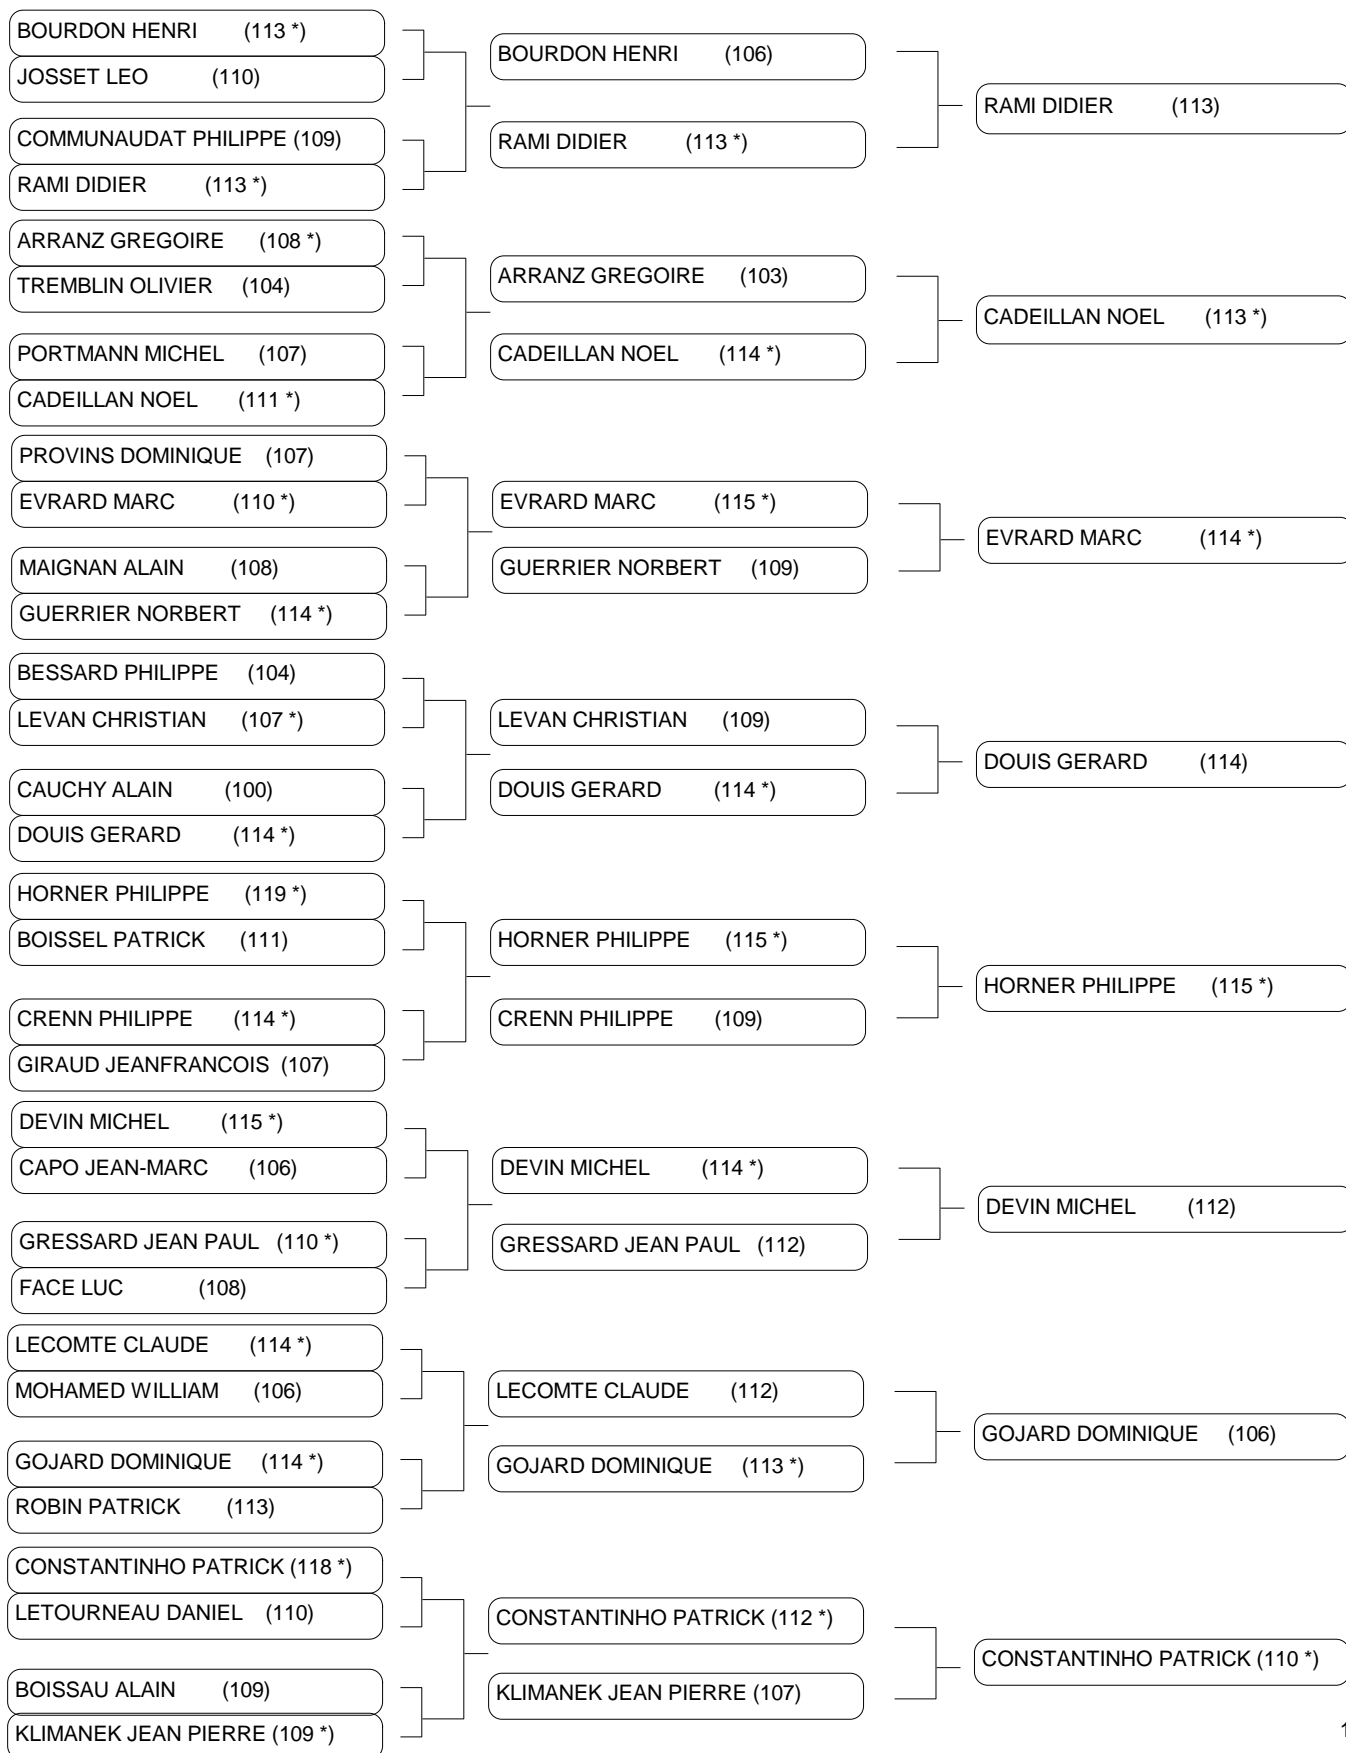 BOURDON HENRI (113 *)
JOSSET LEO (110)
COMMUNAUDAT PHILIPPE (109)
RAMI DIDIER (113 *)
ARRANZ GREGOIRE (108 *)
TREMBLIN OLIVIER (104)
PORTMANN MICHEL (107)
CADEILLAN NOEL (111 *)
PROVINS DOMINIQUE (107)
EVRARD MARC (110 *)
MAIGNAN ALAIN (108)
GUERRIER NORBERT (114 *)
BESSARD PHILIPPE (104)
LEVAN CHRISTIAN (107 *)
CAUCHY ALAIN (100)
DOUIS GERARD (114 *)
HORNER PHILIPPE (119 *)
BOISSEL PATRICK (111)
CRENN PHILIPPE (114 *)
GIRAUD JEANFRANCOIS (107)
DEVIN MICHEL (115 *)
CAPO JEAN-MARC (106)
GRESSARD JEAN PAUL (110 *)
FACE LUC (108)
LECOMTE CLAUDE (114 *)
MOHAMED WILLIAM (106)
GOJARD DOMINIQUE (114 *)
ROBIN PATRICK (113)
CONSTANTINHO PATRICK (118 *)
LETOURNEAU DANIEL (110)
BOISSAU ALAIN (109)
KLIMANEK JEAN PIERRE (109 *)
BOURDON HENRI (106)
RAMI DIDIER (113 *)
ARRANZ GREGOIRE (103)
CADEILLAN NOEL (114 *)
EVRARD MARC (115 *)
GUERRIER NORBERT (109)
LEVAN CHRISTIAN (109)
DOUIS GERARD (114 *)
HORNER PHILIPPE (115 *)
CRENN PHILIPPE (109)
DEVIN MICHEL (114 *)
GRESSARD JEAN PAUL (112)
LECOMTE CLAUDE (112)
GOJARD DOMINIQUE (113 *)
CONSTANTINHO PATRICK (112 *)
KLIMANEK JEAN PIERRE (107)
RAMI DIDIER (113)
CADEILLAN NOEL (113 *)
EVRARD MARC (114 *)
DOUIS GERARD (114)
HORNER PHILIPPE (115 *)
DEVIN MICHEL (112)
GOJARD DOMINIQUE (106)
CONSTANTINHO PATRICK (110 *)
1